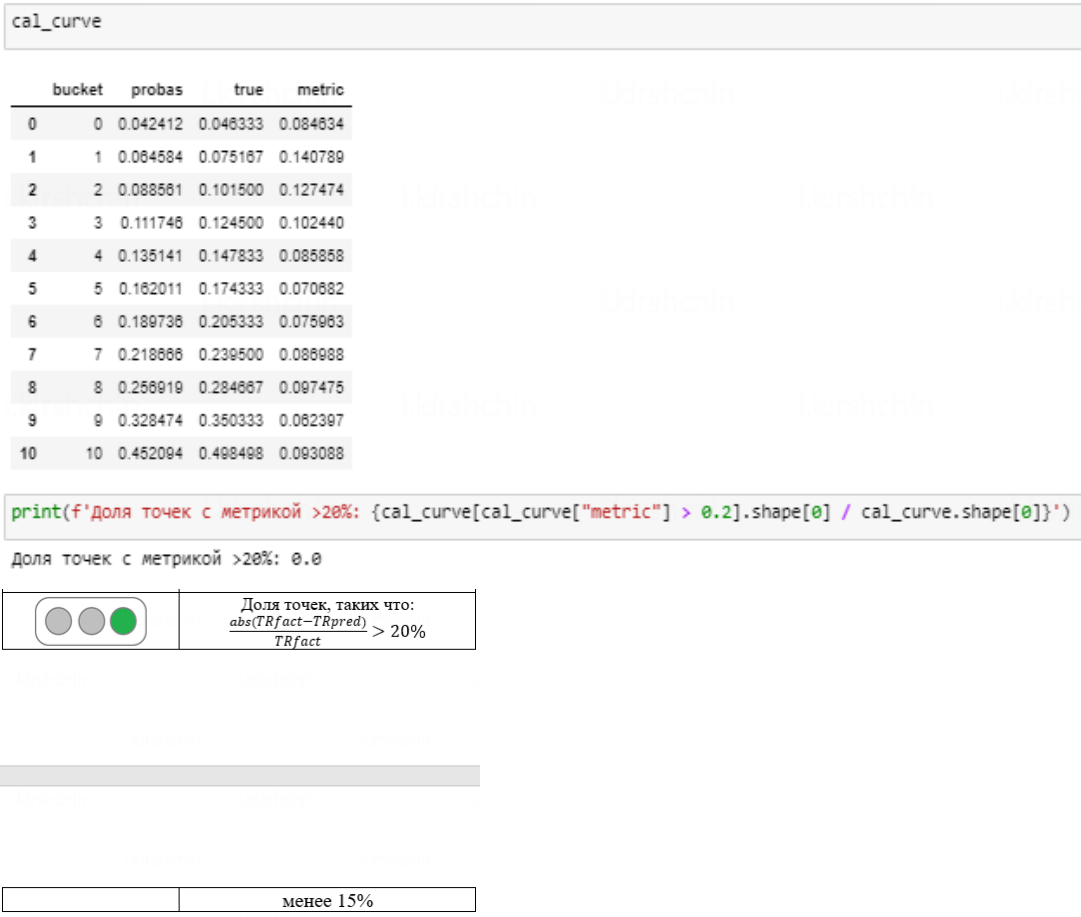 cal_curve
bucket probas true metric
0 0 0.042412 0.046333 0.084634
1 1 0.064584 0.075167 0.140789
2 2 0.088561 0.101500 0.127474
3 3 0.111746 0.124500 0.102440
4 4 0.135141 0.147833 0.085858
5 5 0.162011 0.174333 0.070682
6 6 0.189736 0.205333 0.075963
7 7 0.218666 0.239500 0.086988
8 8 0.256919 0.284667 0.097475
9 9 0.328474 0.350333 0.062397
10 10 0.452094 0.498498 0.093088
print(f'Доля точек с метрикой >20%: {cal_curve[cal_curve["metric"] > 0.2].shape[0] / cal_curve.shape[0]}')
Доля точек с метрикой >20%: 0.0
Доля точек, таких что:
abs(TRfact−TRpred)
TRfact
> 20%
менее 15%